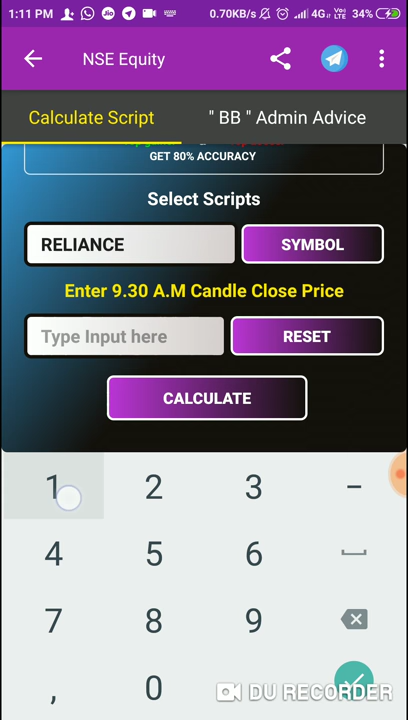 1:11 PM 0.70KB/s 4G VoI LTE 34%
NSE Equity
Calculate Script " BB " Admin Advice
GET 80% ACCURACY
Select Scripts
RELIANCE SYMBOL
Enter 9.30 A.M Candle Close Price
Type Input here RESET
CALCULATE
1 2 3 -
4 5 6
7 8 9
, 0
DU RECORDER